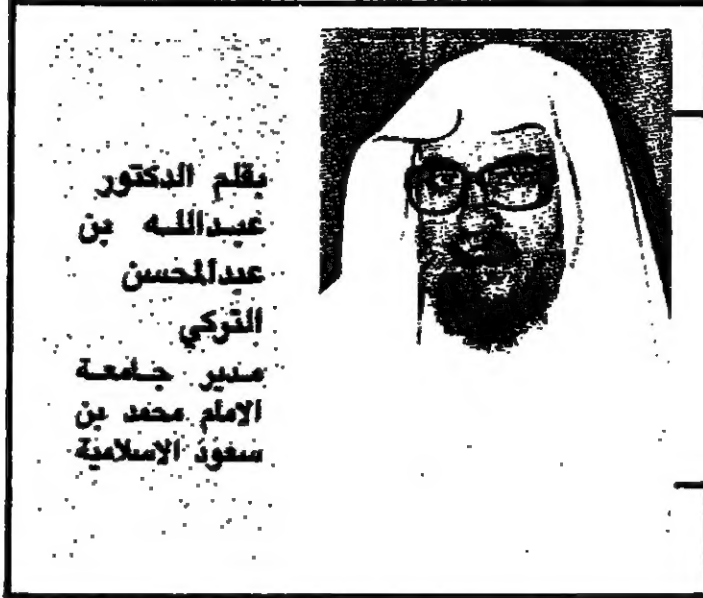 بقلم الدكتور
عبدالله بن
عبدالمحسن
التركي
مدير جامعة
الامام محمد بن
سعود الاسلامية